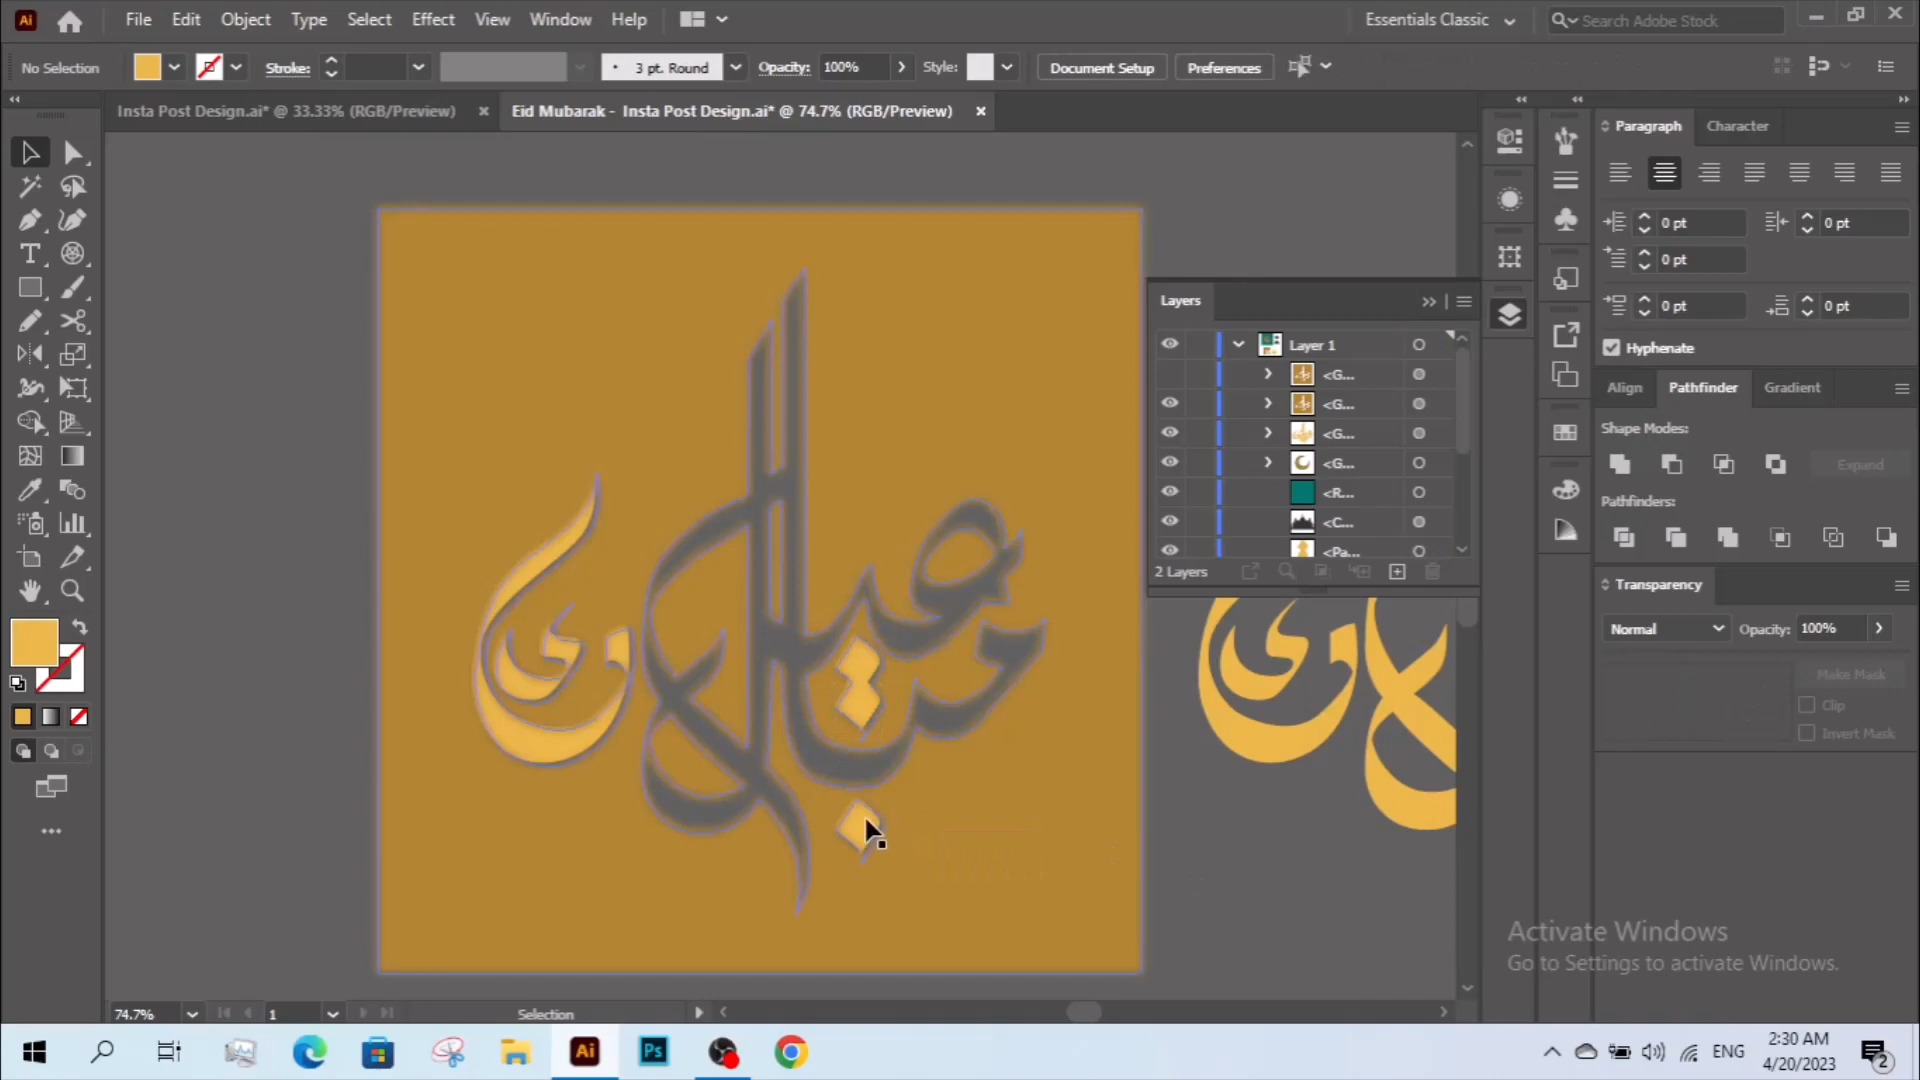 Ai File Edit Object Type Select Effect View Window Help Essentials Classic Search Adobe Stock
No Selection Stroke: 3 pt. Round Opacity: 100% Style: Document Setup Preferences
Insta Post Design.ai* @ 33.33% (RGB/Preview) × Eid Mubarak - Insta Post Design.ai* @ 74.7% (RGB/Preview) ×
Paragraph Character
0 pt 0 pt
0 pt
0 pt 0 pt
Hyphenate
Align Pathfinder Gradient
Shape Modes:
Expand
Pathfinders:
Transparency
Normal Opacity: 100%
Make Mask
Clip
Invert Mask
Layers
Layer 1
<G...
<G...
<G...
<G...
<R...
<C...
<Pa...
2 Layers
عيد
مبارك
Activate Windows
Go to Settings to activate Windows.
74.7% 1 Selection
Ai Ps ENG 2:30 AM
4/20/2023 2